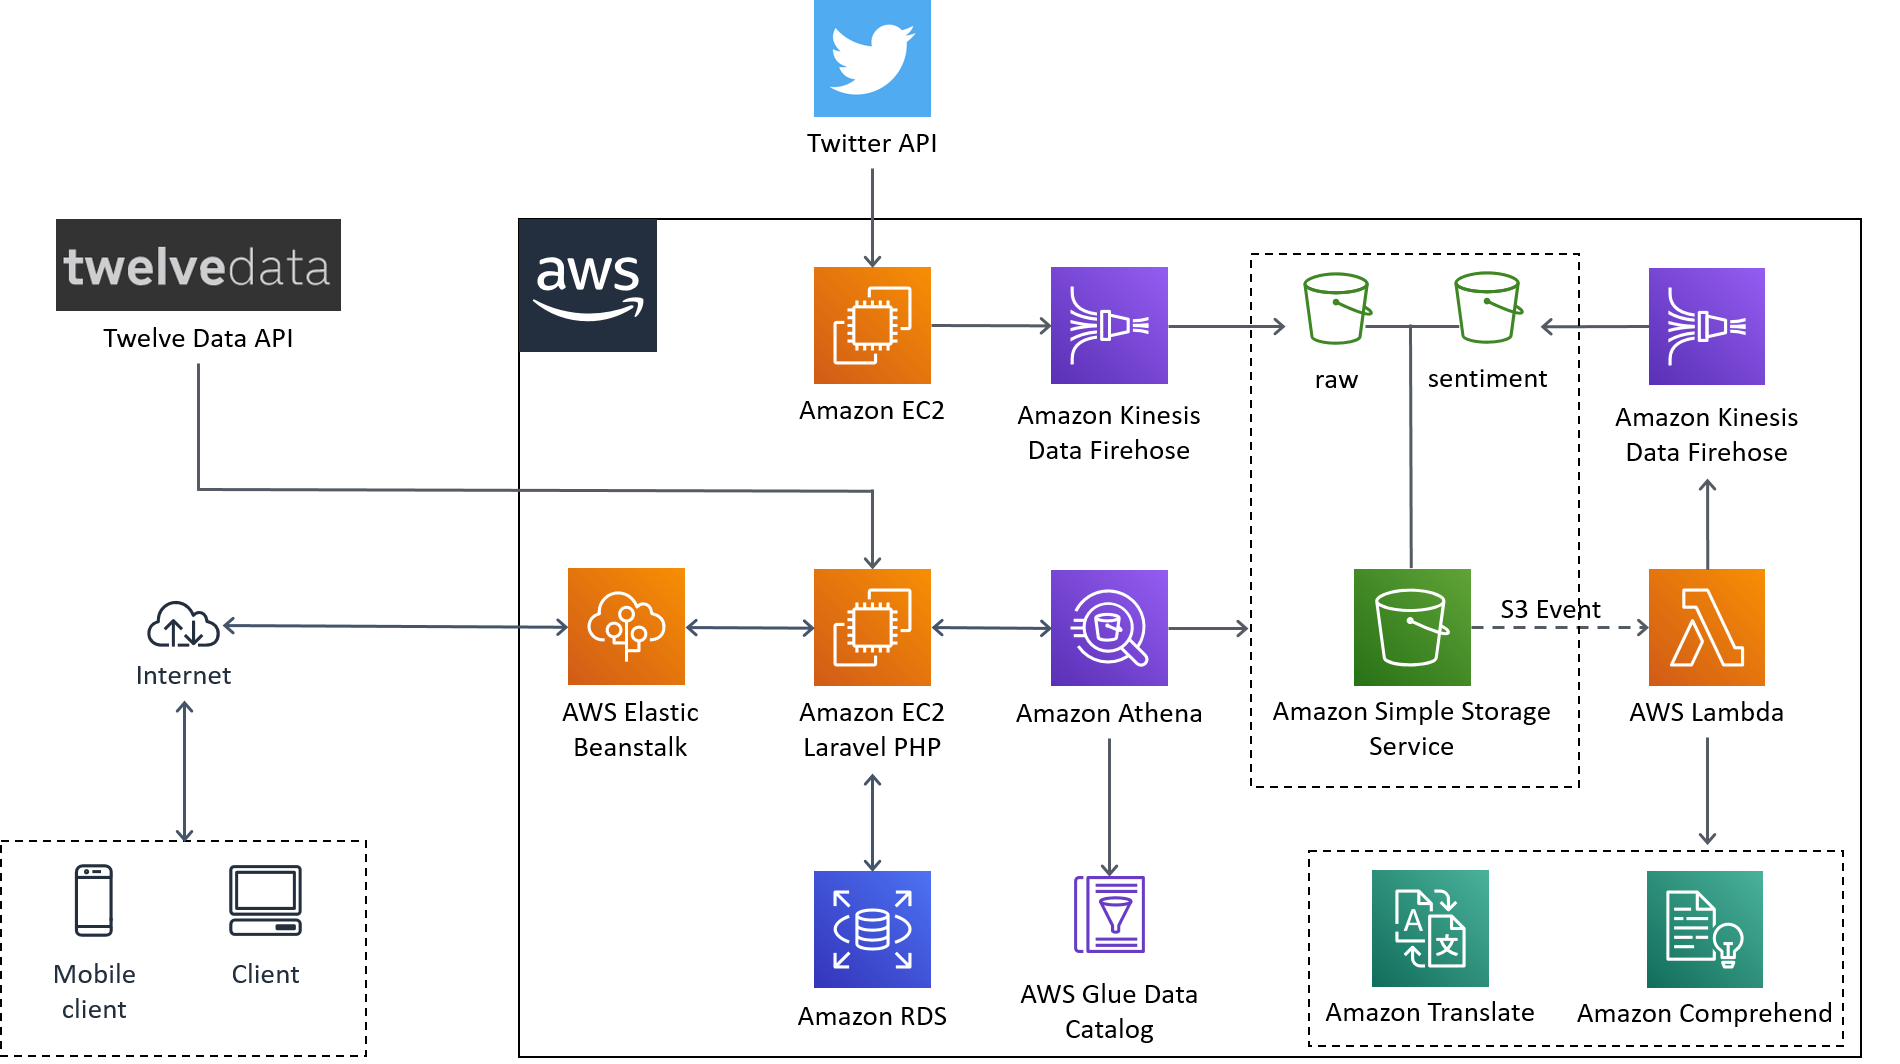 Twitter API
twelvedata
Twelve Data API
aws
Amazon EC2
Amazon Kinesis
Data Firehose
raw
sentiment
Amazon Kinesis
Data Firehose
Internet
AWS Elastic
Beanstalk
Amazon EC2
Laravel PHP
Amazon Athena
Amazon Simple Storage
Service
S3 Event
AWS Lambda
Mobile
client
Client
Amazon RDS
AWS Glue Data
Catalog
A
文
Amazon Translate
Amazon Comprehend